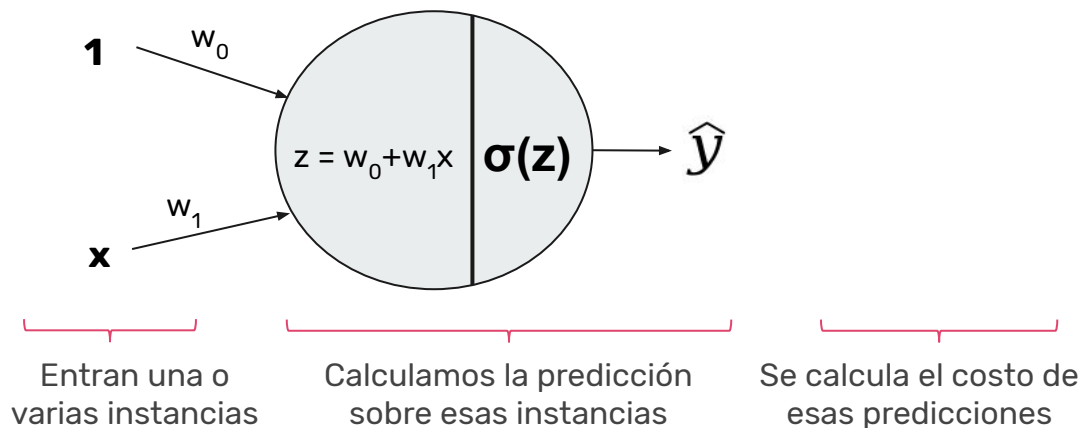 1
w₀
z = w₀+w₁x
σ(z)
ŷ
w₁
x
Entran una o
varias instancias
Calculamos la predicción
sobre esas instancias
Se calcula el costo de
esas predicciones